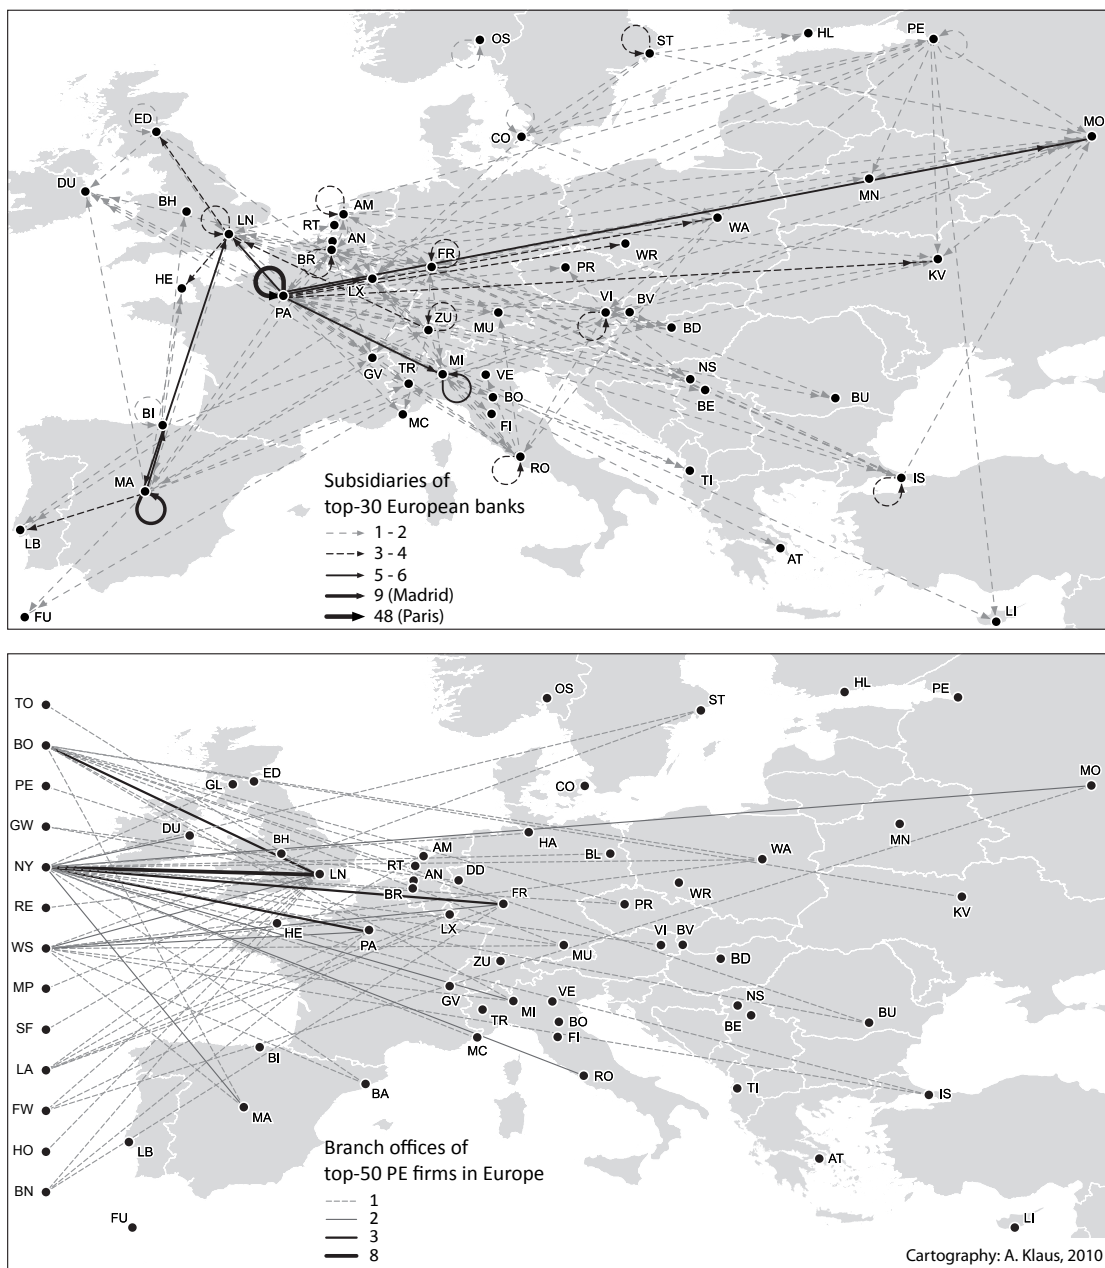 OS
ST
HL
PE
ED
CO
MO
DU
BH
LN
AM
RT
AN
BR
MN
WA
FR
WR
HE
PA
LX
PR
KV
ZU
MU
VI
BV
BD
GV
TR
MI
VE
NS
BI
MC
BO
BE
BU
FI
MA
RO
TI
IS
LB
AT
FU
LI
Subsidiaries of
top-30 European banks
1 - 2
3 - 4
5 - 6
9 (Madrid)
48 (Paris)
TO
BO
PE
GW
NY
RE
WS
MP
SF
LA
FW
HO
BN
OS
ST
HL
PE
GL
ED
CO
MO
DU
BH
HA
MN
AM
RT
BL
WA
LN
AN
DD
BR
FR
WR
PR
KV
HE
PA
LX
VI
BV
MU
ZU
BD
GV
MI
VE
NS
TR
BO
BE
BU
FI
MC
BI
BA
RO
TI
IS
MA
LB
AT
FU
LI
Branch offices of
top-50 PE firms in Europe
1
2
3
8
Cartography: A. Klaus, 2010